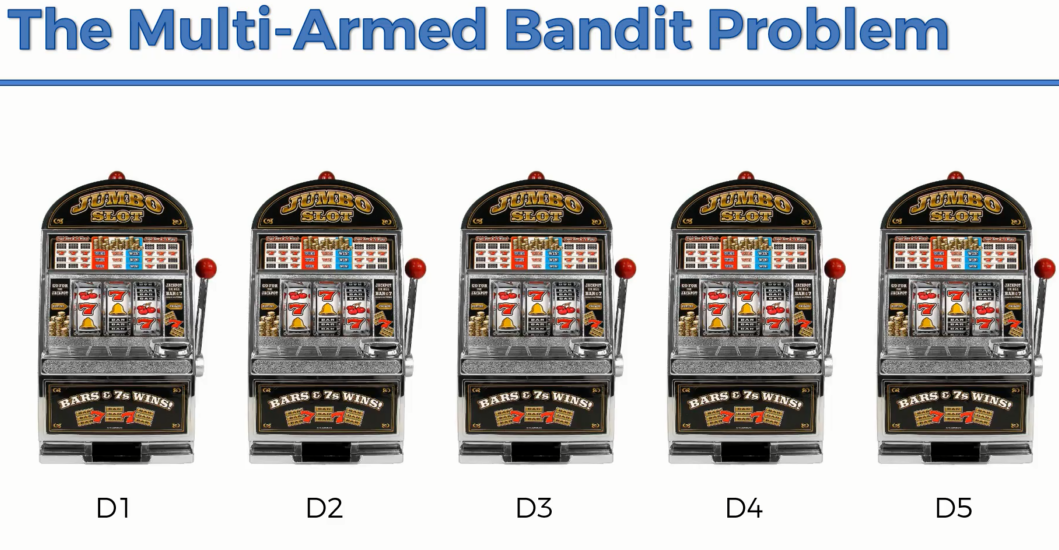 The Multi-Armed Bandit Problem
JUMBO JUMBO JUMBO JUMBO JUMBO
SLOT SLOT SLOT SLOT SLOT
BARS & 7s WINS! BARS & 7s WINS! BARS & 7s WINS! BARS & 7s WINS! BARS & 7s WINS!
D1 D2 D3 D4 D5